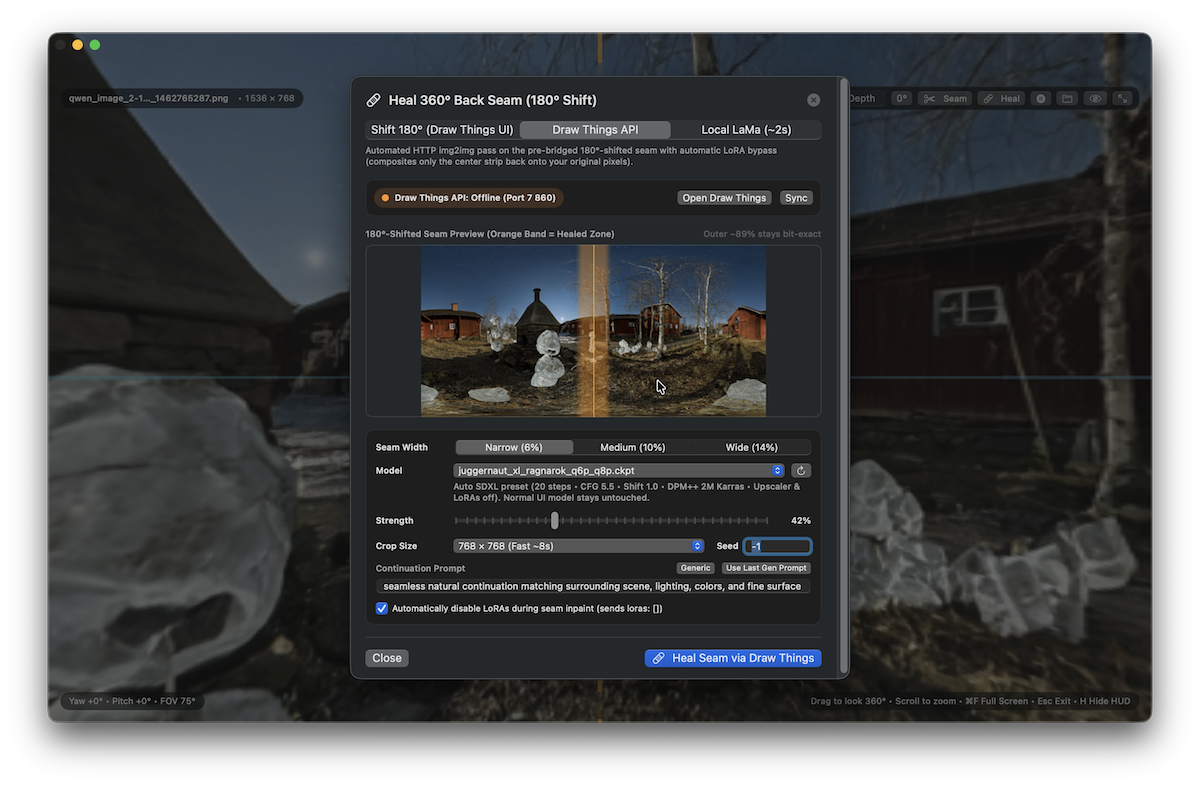 qwen_image_2-1..._1462765287.png • 1536 × 768
Depth
0°
Seam
Heal
Heal 360° Back Seam (180° Shift)
Shift 180° (Draw Things UI)
Draw Things API
Local LaMa (~2s)
Automated HTTP img2img pass on the pre-bridged 180°-shifted seam with automatic LoRA bypass
(composites only the center strip back onto your original pixels).
Draw Things API: Offline (Port 7 860)
Open Draw Things
Sync
180°-Shifted Seam Preview (Orange Band = Healed Zone)
Outer ~89% stays bit-exact
Seam Width
Narrow (6%)
Medium (10%)
Wide (14%)
Model
juggernaut_xl_ragnarok_q6p_q8p.ckpt
Auto SDXL preset (20 steps • CFG 5.5 • Shift 1.0 • DPM++ 2M Karras • Upscaler &
LoRAs off). Normal UI model stays untouched.
Strength
42%
Crop Size
768 × 768 (Fast ~8s)
Seed
-1
Continuation Prompt
Generic
Use Last Gen Prompt
seamless natural continuation matching surrounding scene, lighting, colors, and fine surface
Automatically disable LoRAs during seam inpaint (sends loras: [])
Close
Heal Seam via Draw Things
Yaw +0° • Pitch +0° • FOV 75°
Drag to look 360° • Scroll to zoom • ⌘F Full Screen • Esc Exit • H Hide HUD